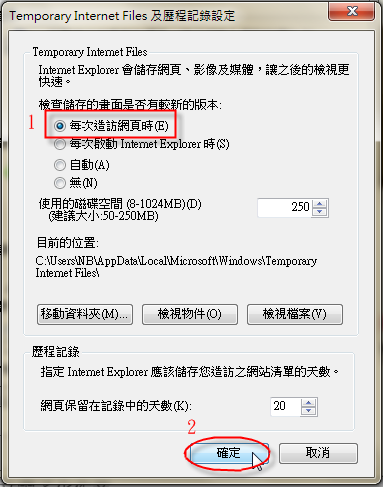 Temporary Internet Files 及歷程記錄設定
Temporary Internet Files
Internet Explorer 會儲存網頁、影像及媒體，讓之後的檢視更
快速。
檢查儲存的畫面是否有較新的版本:
1
每次造訪網頁時(E)
每次啟動 Internet Explorer 時(S)
自動(A)
無(N)
使用的磁碟空間 (8-1024MB)(D)
(建議大小:50-250MB)
250
目前的位置:
C:\Users\NB\AppData\Local\Microsoft\Windows\Temporary
Internet Files\
移動資料夾(M)... 檢視物件(O) 檢視檔案(V)
歷程記錄
指定 Internet Explorer 應該儲存您造訪之網站清單的天數。
網頁保留在記錄中的天數(K): 20
2
確定 取消